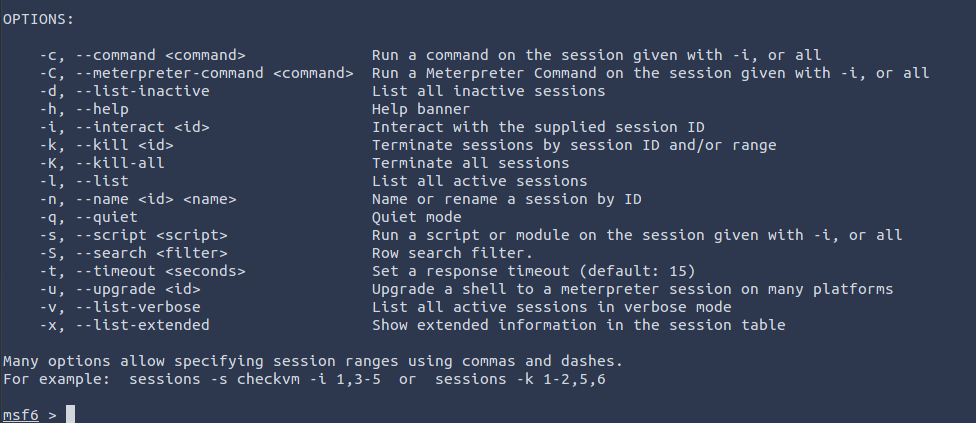 OPTIONS:
-c, --command <command> Run a command on the session given with -i, or all
-C, --meterpreter-command <command> Run a Meterpreter Command on the session given with -i, or all
-d, --list-inactive List all inactive sessions
-h, --help Help banner
-i, --interact <id> Interact with the supplied session ID
-k, --kill <id> Terminate sessions by session ID and/or range
-K, --kill-all Terminate all sessions
-l, --list List all active sessions
-n, --name <id> <name> Name or rename a session by ID
-q, --quiet Quiet mode
-s, --script <script> Run a script or module on the session given with -i, or all
-S, --search <filter> Row search filter.
-t, --timeout <seconds> Set a response timeout (default: 15)
-u, --upgrade <id> Upgrade a shell to a meterpreter session on many platforms
-v, --list-verbose List all active sessions in verbose mode
-x, --list-extended Show extended information in the session table
Many options allow specifying session ranges using commas and dashes.
For example: sessions -s checkvm -i 1,3-5 or sessions -k 1-2,5,6
msf6 >